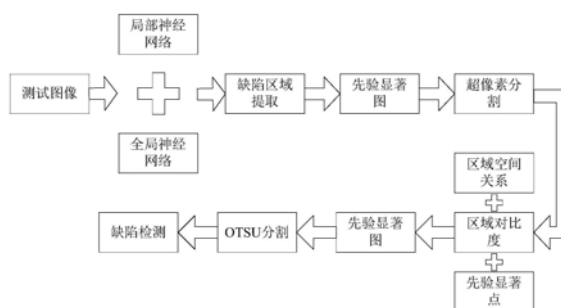 局部神经
网络
测试图像
缺陷区域
提取
先验显著
图
超像素分
割
全局神经
网络
区域空间
关系
缺陷检测
OTSU分割
先验显著
图
区域对比
度
先验显著
点